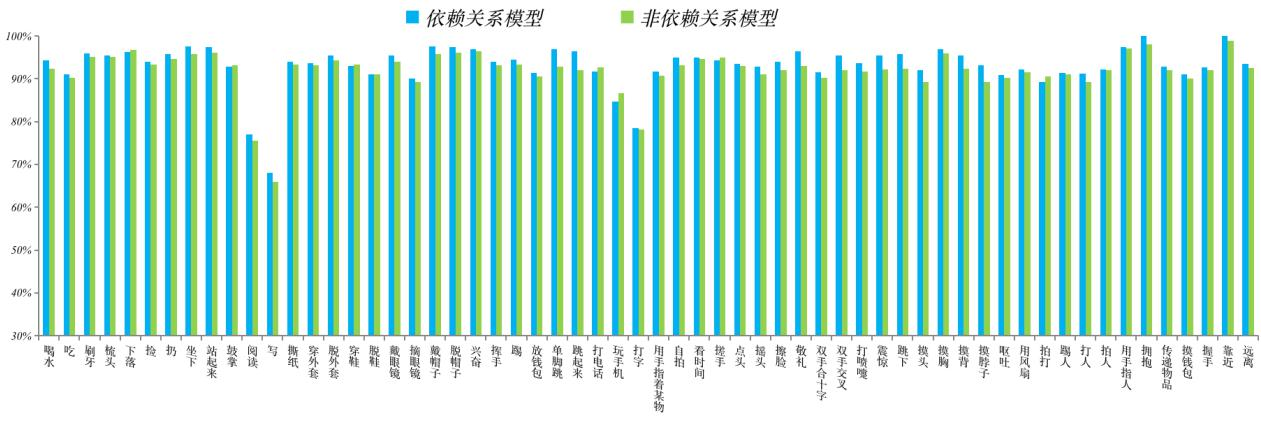 依赖关系模型 非依赖关系模型
100%
90%
80%
70%
60%
50%
40%
30%
喝水
吃
刷牙
梳头
下落
捡
扔
坐下
站起来
鼓掌
阅读
写
撕纸
穿外套
脱外套
穿鞋
脱鞋
戴眼镜
摘眼镜
戴帽子
脱帽子
兴奋
挥手
踢
放钱包
单脚跳
跳起来
打电话
玩手机
打字
用手指着某物
自拍
看时间
搓手
点头
摇头
擦脸
敬礼
双手合十字
双手交叉
打喷嚏
震惊
跳下
摸头
摸胸
摸背
摸脖子
呕吐
用风扇
拍打
踢人
打人
拍人
用手指人
拥抱
传递物品
摸钱包
握手
靠近
远离